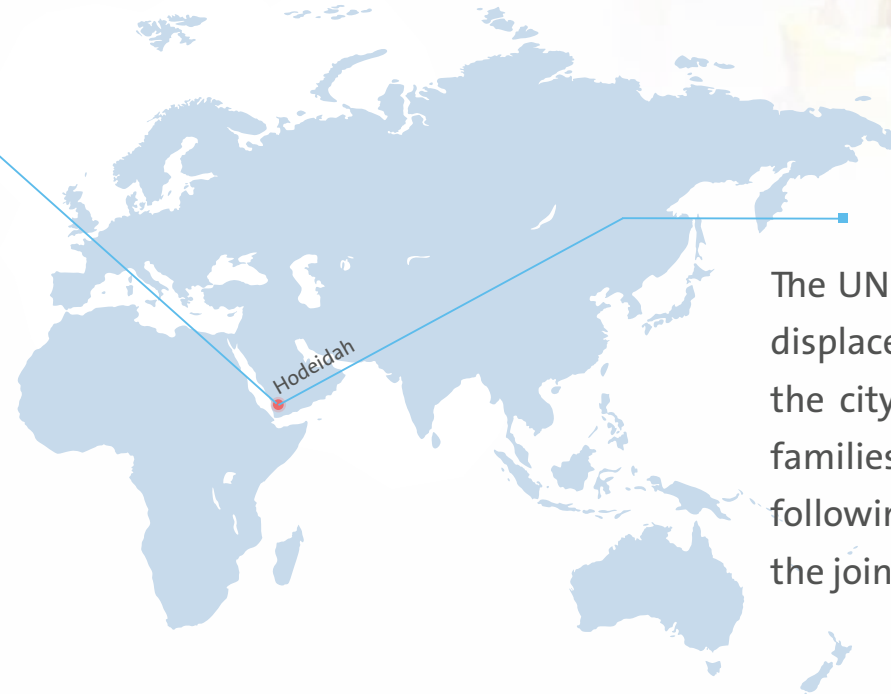 Hodeidah
The UN
displace
the city
families
followin
the join